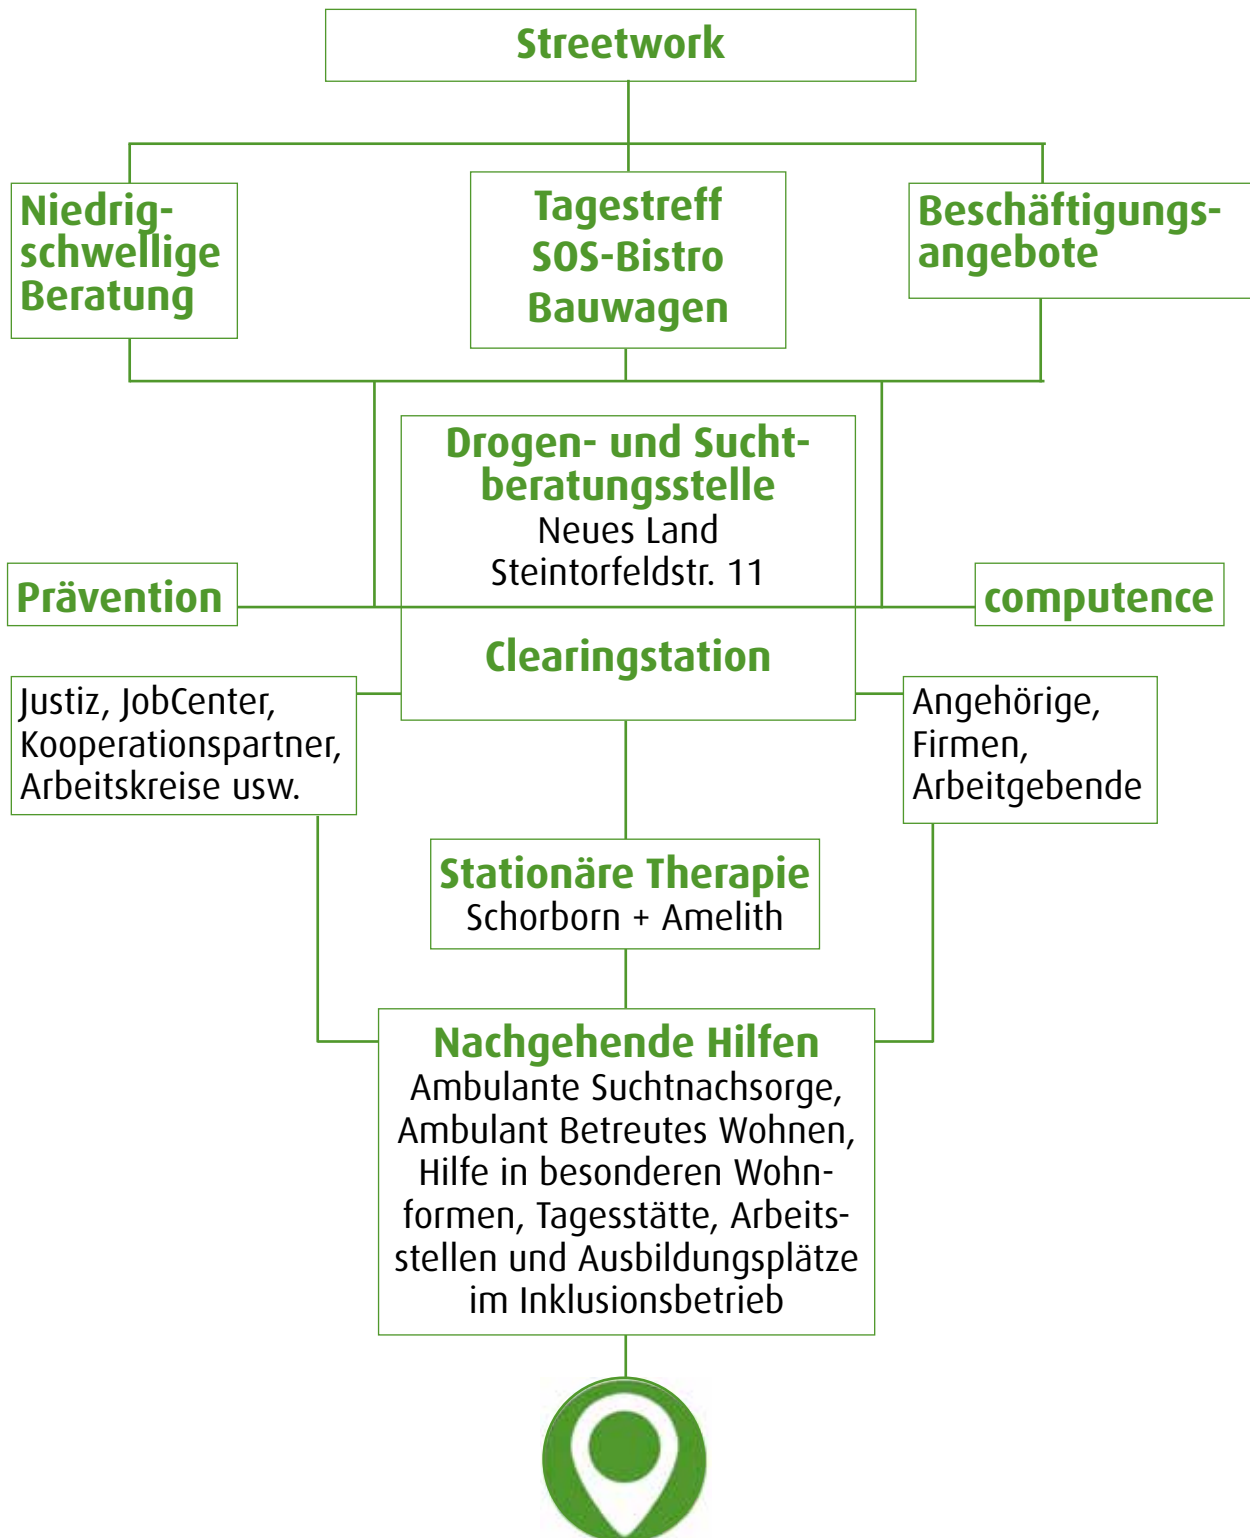 Streetwork
Niedrig-
schwellige
Beratung
Tagestreff
SOS-Bistro
Bauwagen
Beschäftigungs-
angebote
Drogen- und Sucht-
beratungsstelle
Neues Land
Steintorfeldstr. 11
Prävention
computence
Clearingstation
Justiz, JobCenter,
Kooperationspartner,
Arbeitskreise usw.
Angehörige,
Firmen,
Arbeitgebende
Stationäre Therapie
Schorborn + Amelith
Nachgehende Hilfen
Ambulante Suchtnachsorge,
Ambulant Betreutes Wohnen,
Hilfe in besonderen Wohn-
formen, Tagesstätte, Arbeits-
stellen und Ausbildungsplätze
im Inklusionsbetrieb